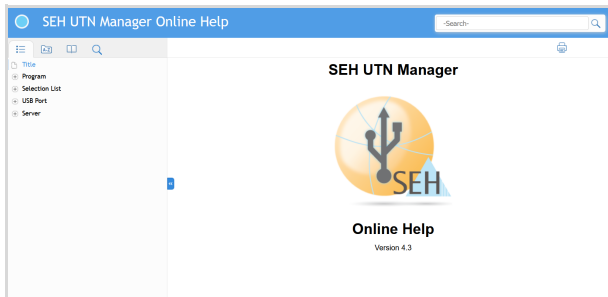 SEH UTN Manager Online Help
-Search-
A-Z
Title
Program
Selection List
USB Port
Server
SEH UTN Manager
SEH
Online Help
Version 4.3